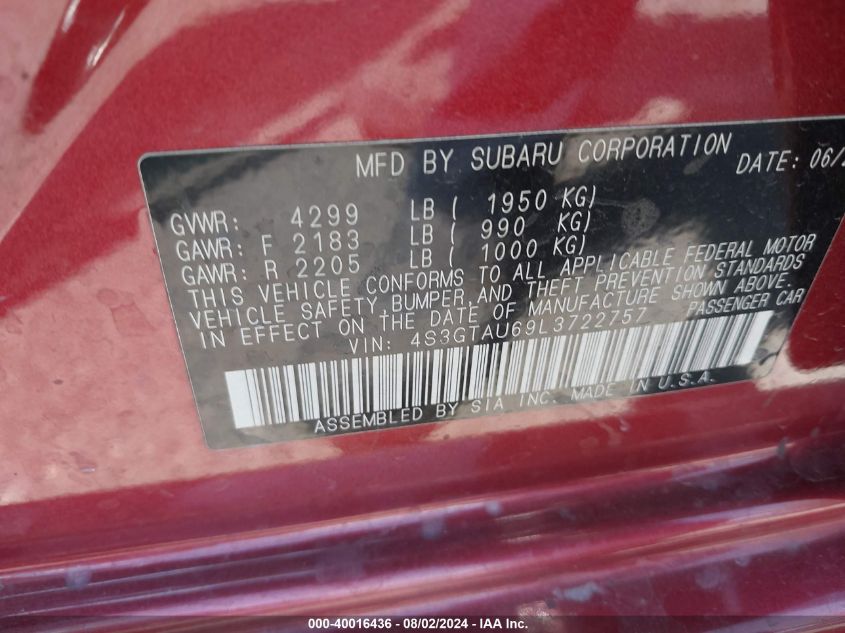 MFD BY SUBARU CORPORATION DATE: 06/2
GVWR: 4299 LB ( 1950 KG)
GAWR: F 2183 LB ( 990 KG)
GAWR: R 2205 LB ( 1000 KG)
THIS VEHICLE CONFORMS TO ALL APPLICABLE FEDERAL MOTOR
VEHICLE SAFETY, BUMPER, AND THEFT PREVENTION STANDARDS
IN EFFECT ON THE DATE OF MANUFACTURE SHOWN ABOVE.
VIN: 4S3GTAU69L3722757 PASSENGER CAR
ASSEMBLED BY SIA INC. MADE IN U.S.A.
000-40016436 - 08/02/2024 - IAA Inc.